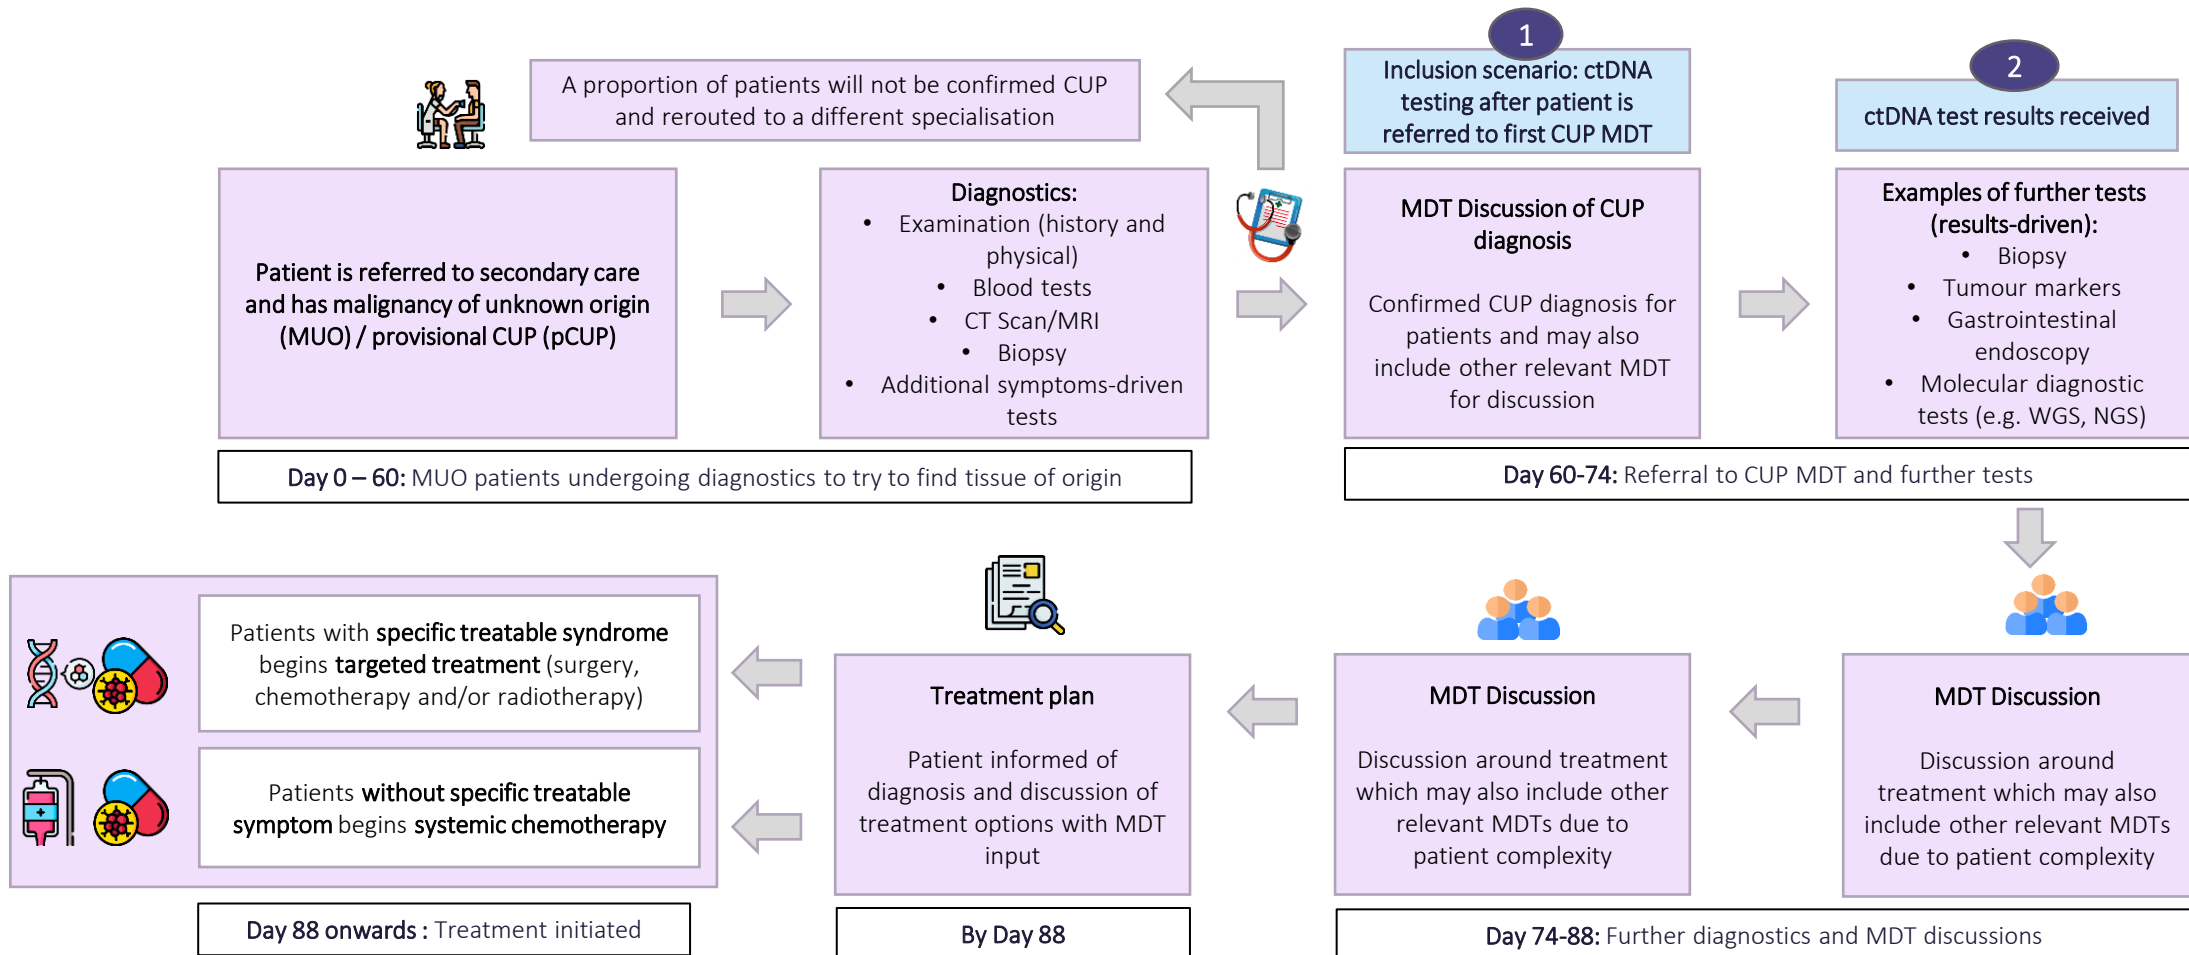 A proportion of patients will not be confirmed CUP
and rerouted to a different specialisation
1
Inclusion scenario: ctDNA
testing after patient is
referred to first CUP MDT
2
ctDNA test results received
Patient is referred to secondary care
and has malignancy of unknown origin
(MUO) / provisional CUP (pCUP)
Diagnostics:
• Examination (history and
physical)
• Blood tests
• CT Scan/MRI
• Biopsy
• Additional symptoms-driven
tests
MDT Discussion of CUP
diagnosis
Confirmed CUP diagnosis for
patients and may also
include other relevant MDT
for discussion
Examples of further tests
(results-driven):
• Biopsy
• Tumour markers
• Gastrointestinal
endoscopy
• Molecular diagnostic
tests (e.g. WGS, NGS)
Day 0 – 60: MUO patients undergoing diagnostics to try to find tissue of origin
Day 60-74: Referral to CUP MDT and further tests
Patients with specific treatable syndrome
begins targeted treatment (surgery,
chemotherapy and/or radiotherapy)
Patients without specific treatable
symptom begins systemic chemotherapy
Treatment plan
Patient informed of
diagnosis and discussion of
treatment options with MDT
input
MDT Discussion
Discussion around treatment
which may also include other
relevant MDTs due to
patient complexity
MDT Discussion
Discussion around
treatment which may also
include other relevant MDTs
due to patient complexity
Day 88 onwards : Treatment initiated
By Day 88
Day 74-88: Further diagnostics and MDT discussions